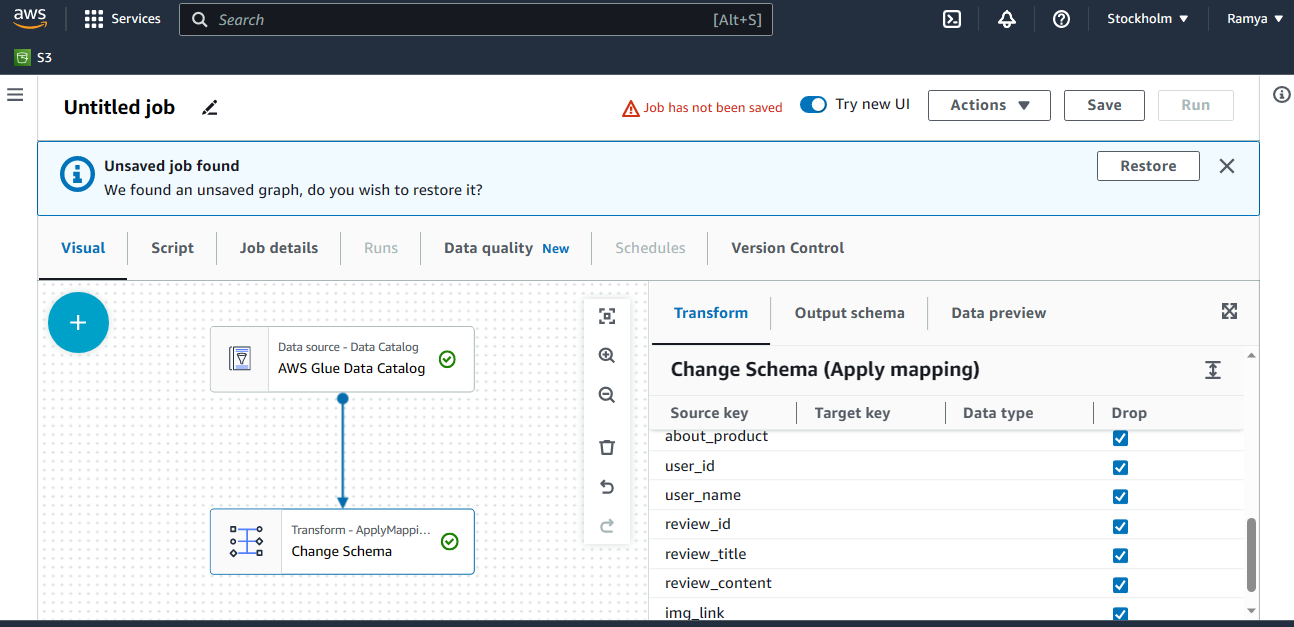 aws Services Search [Alt+S] Stockholm Ramya
S3
Untitled job Job has not been saved Try new UI Actions Save Run
Unsaved job found
We found an unsaved graph, do you wish to restore it? Restore
Visual Script Job details Runs Data quality New Schedules Version Control
Transform Output schema Data preview
Data source - Data Catalog
AWS Glue Data Catalog
Change Schema (Apply mapping)
Source key Target key Data type Drop
about_product
user_id
user_name
review_id
review_title
review_content
img_link
Transform - ApplyMappi...
Change Schema